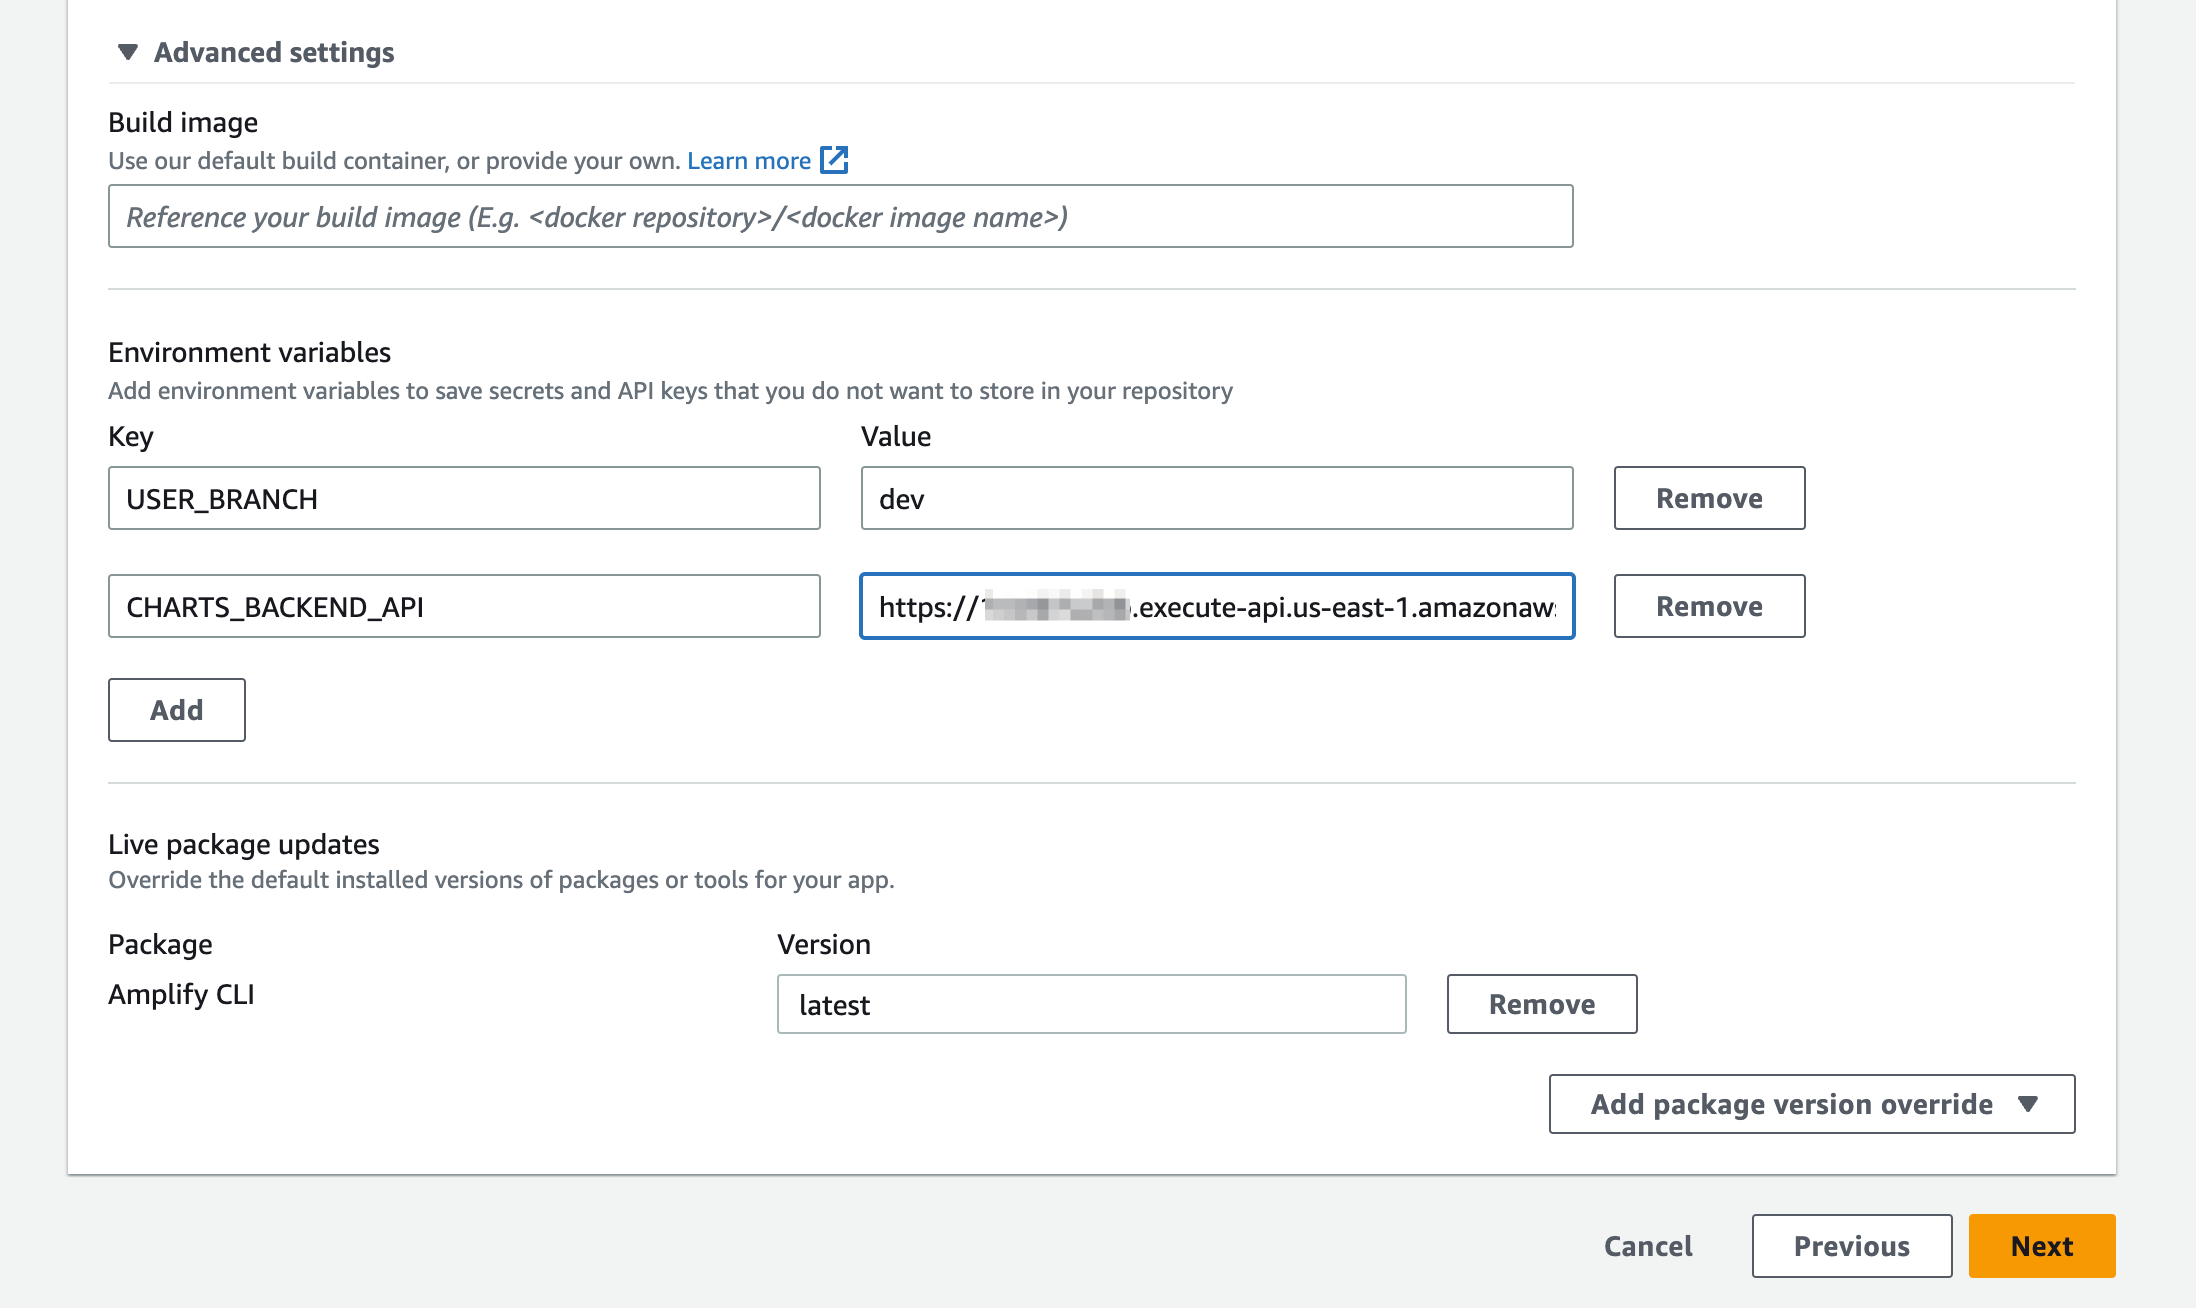 Advanced settings
Build image
Use our default build container, or provide your own. Learn more
Reference your build image (E.g. <docker repository>/<docker image name>)
Environment variables
Add environment variables to save secrets and API keys that you do not want to store in your repository
Key Value
USER_BRANCH dev Remove
CHARTS_BACKEND_API https:// .execute-api.us-east-1.amazonaw Remove
Add
Live package updates
Override the default installed versions of packages or tools for your app.
Package Version
Amplify CLI latest Remove
Add package version override
Cancel Previous Next